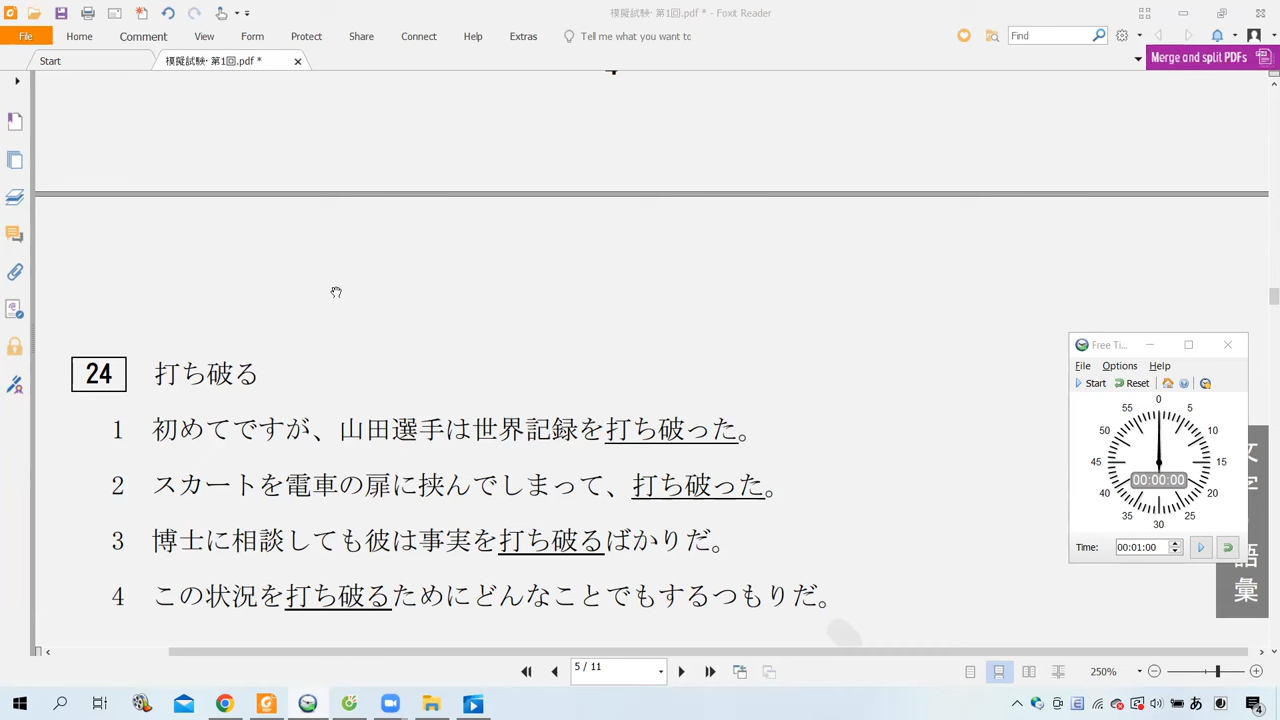 模擬試験· 第1回.pdf * - Foxit Reader
File Home Comment View Form Protect Share Connect Help Extras Tell me what you want to Find
Start 模擬試験· 第1回.pdf *
Merge and split PDFs
24 打ち破る
1 初めてですが、山田選手は世界記録を打ち破った。
2 スカートを電車の扉に挟んでしまって、打ち破った。
3 博士に相談しても彼は事実を打ち破るばかりだ。
4 この状況を打ち破るためにどんなことでもするつもりだ。
Free Ti...
File Options Help
Start Reset
0
55 5
50 10
45 15
00:00:00
40 20
35 25
30
Time: 00:01:00
語彙
5 / 11
250%
あ
4